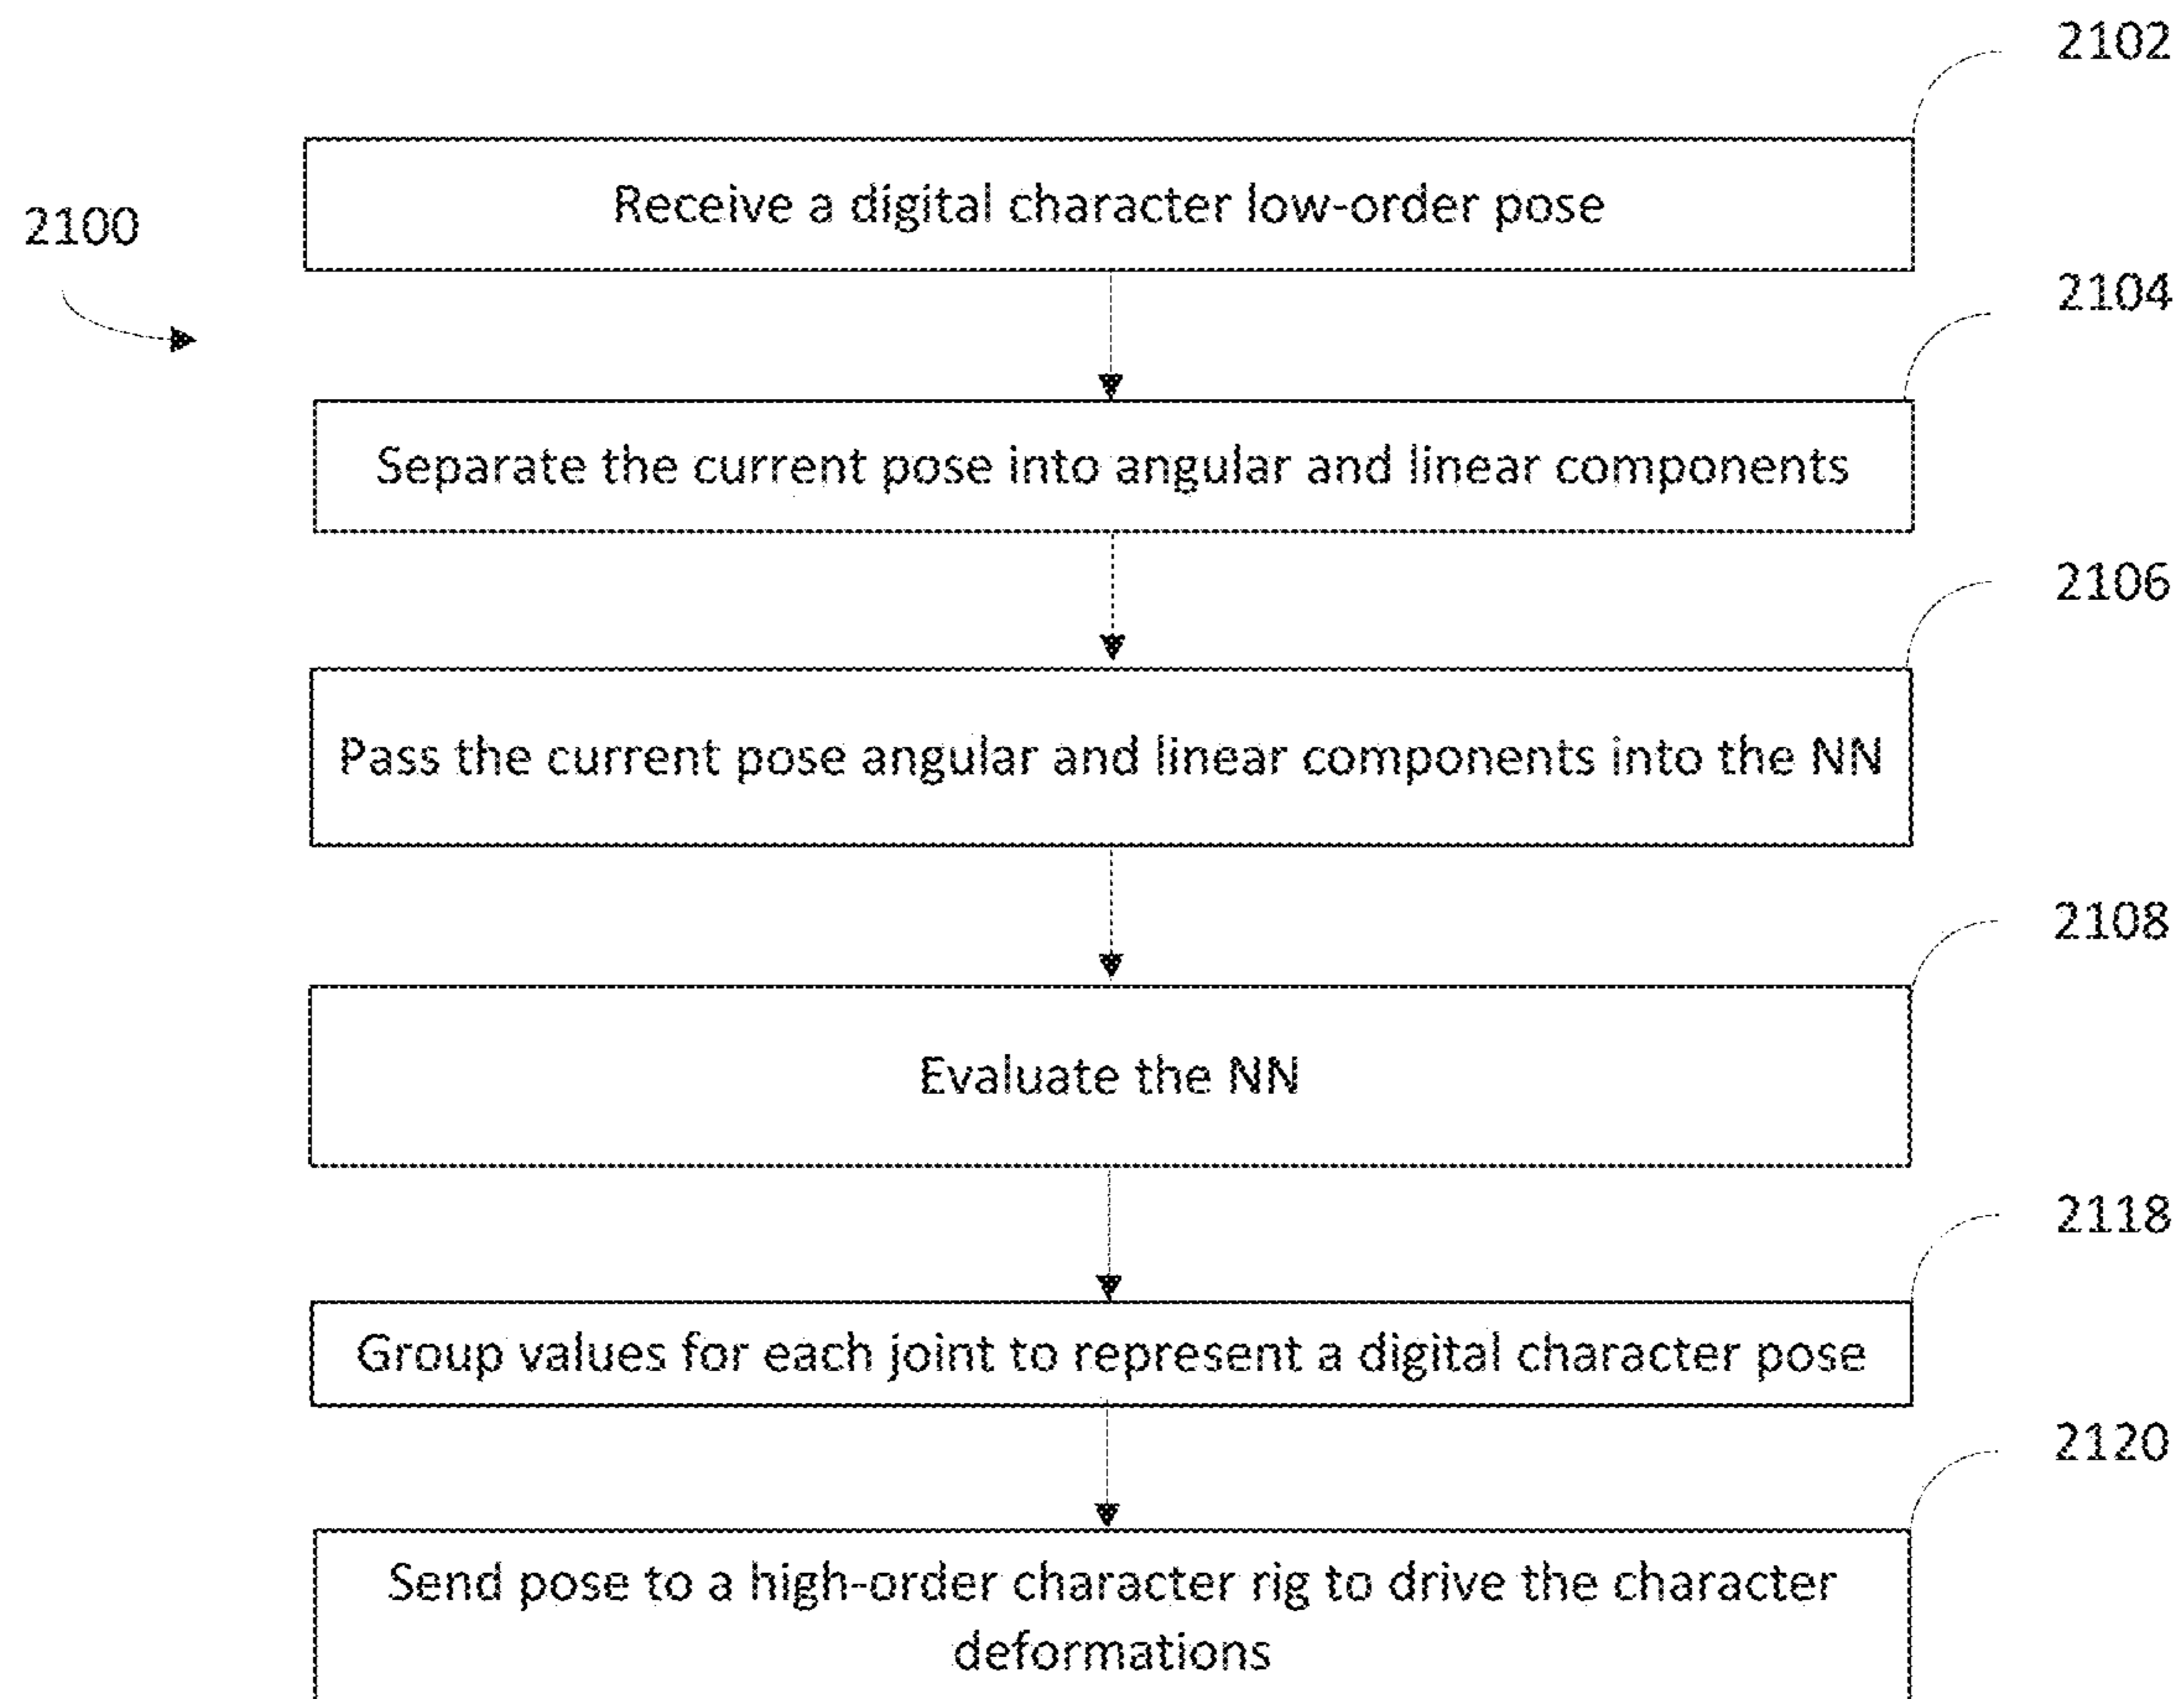 2102
Receive a digital character low-order pose
2100
2104
Separate the current pose into angular and linear components
2106
Pass the current pose angular and linear components into the NN
2108
Evaluate the NN
2118
Group values for each joint to represent a digital character pose
2120
Send pose to a high-order character rig to drive the character
deformations